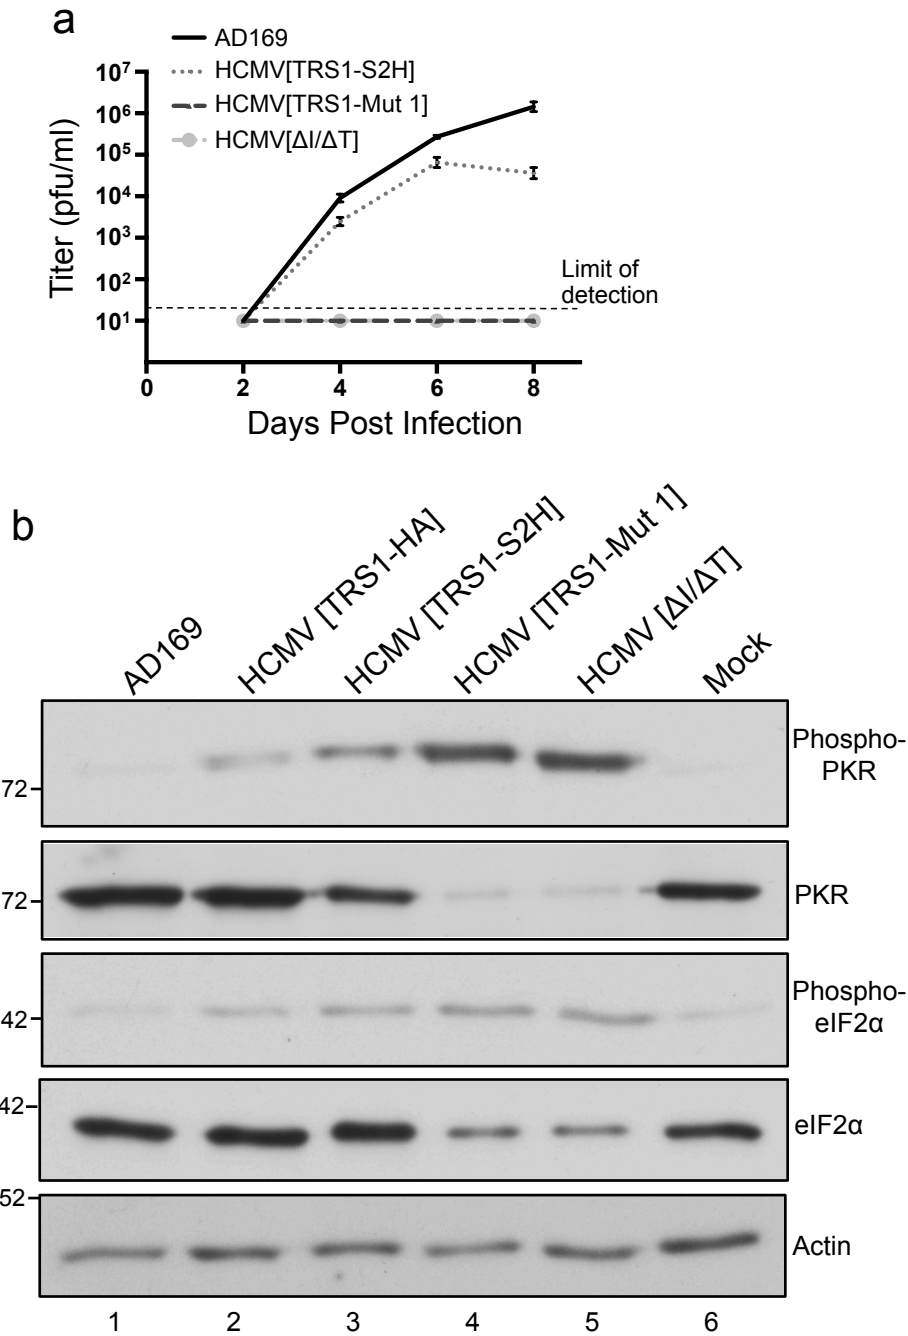 a
AD169
HCMV[TRS1-S2H]
HCMV[TRS1-Mut 1]
HCMV[ΔI/ΔT]
Titer (pfu/ml)
10⁷
10⁶
10⁵
10⁴
10³
10²
10¹
Limit of
detection
0 2 4 6 8
Days Post Infection
b
AD169
HCMV [TRS1-HA]
HCMV [TRS1-S2H]
HCMV [TRS1-Mut 1]
HCMV [ΔI/ΔT]
Mock
72
Phospho-
PKR
72
PKR
42
Phospho-
eIF2α
42
eIF2α
52
Actin
1 2 3 4 5 6